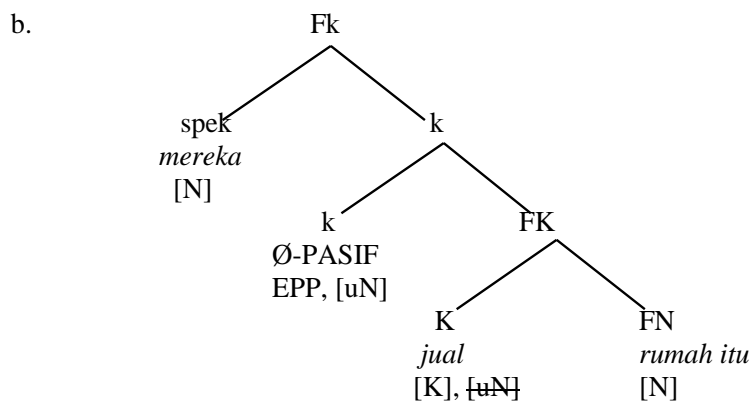 b.
Fk
spek k
mereka
[N]
k FK
Ø-PASIF
EPP, [uN]
K FN
jual rumah itu
[K], [uN] [N]